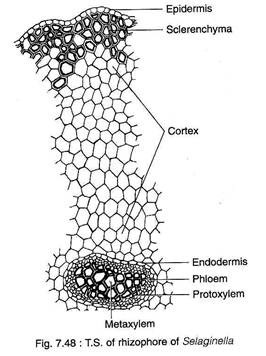 Epidermis
Sclerenchyma
Cortex
Endodermis
Phloem
Protoxylem
Metaxylem
Fig. 7.48 : T.S. of rhizophore of Selaginella